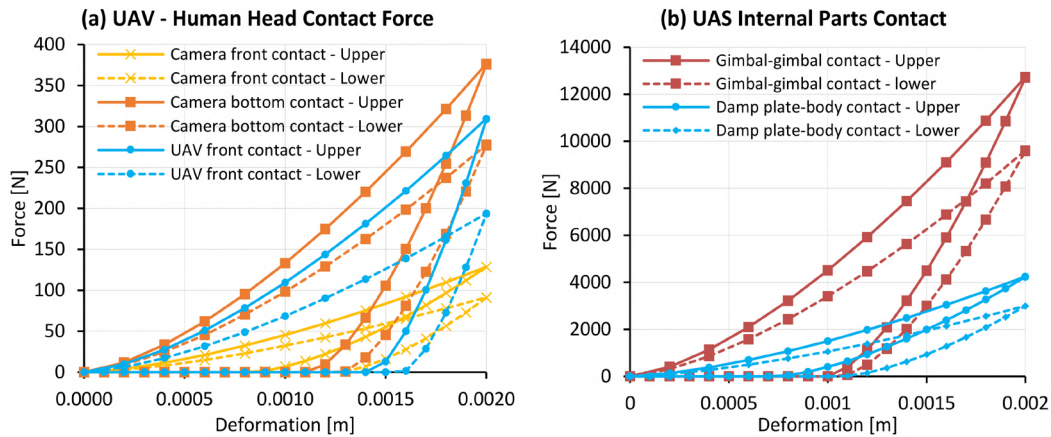 (a) UAV - Human Head Contact Force
400
350
300
250
200
150
100
50
0
Force [N]
Camera front contact - Upper
Camera front contact - Lower
Camera bottom contact - Upper
Camera bottom contact - Lower
UAV front contact - Upper
UAV front contact - Lower
0.0000 0.0005 0.0010 0.0015 0.0020
Deformation [m]
(b) UAS Internal Parts Contact
14000
12000
10000
8000
6000
4000
2000
0
Force [N]
Gimbal-gimbal contact - Upper
Gimbal-gimbal contact - lower
Damp plate-body contact - Upper
Damp plate-body contact - Lower
0 0.0005 0.001 0.0015 0.002
Deformation [m]